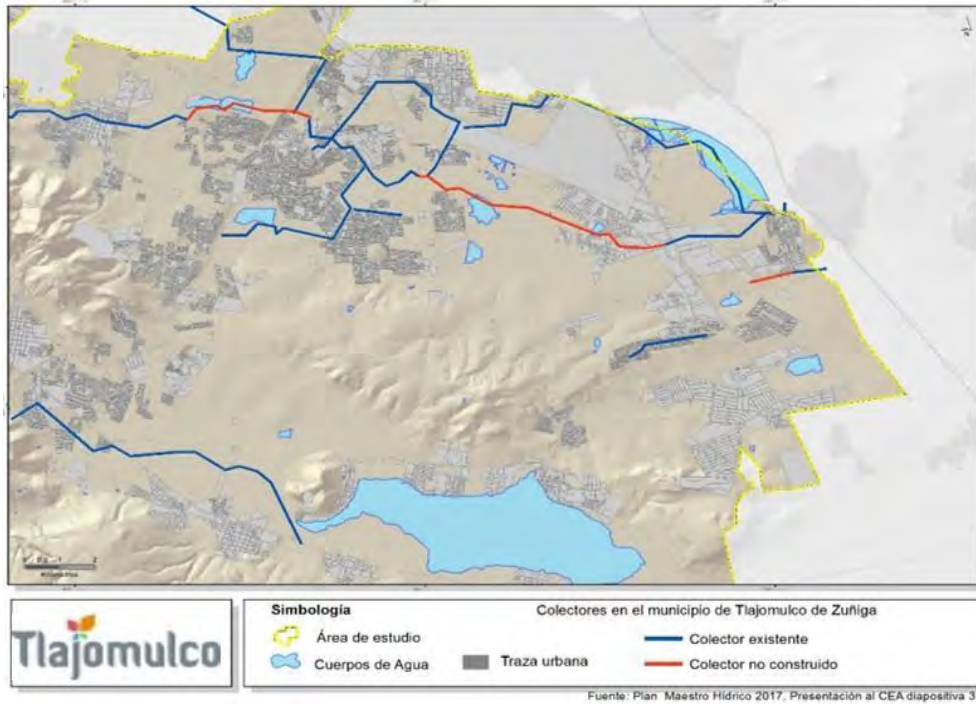 Tlajomulco
Simbología
Área de estudio
Cuerpos de Agua
Traza urbana
Colectores en el municipio de Tlajomulco de Zuñiga
Colector existente
Colector no construido
Fuente: Plan Maestro Hídrico 2017, Presentación al CEA diapositiva 3